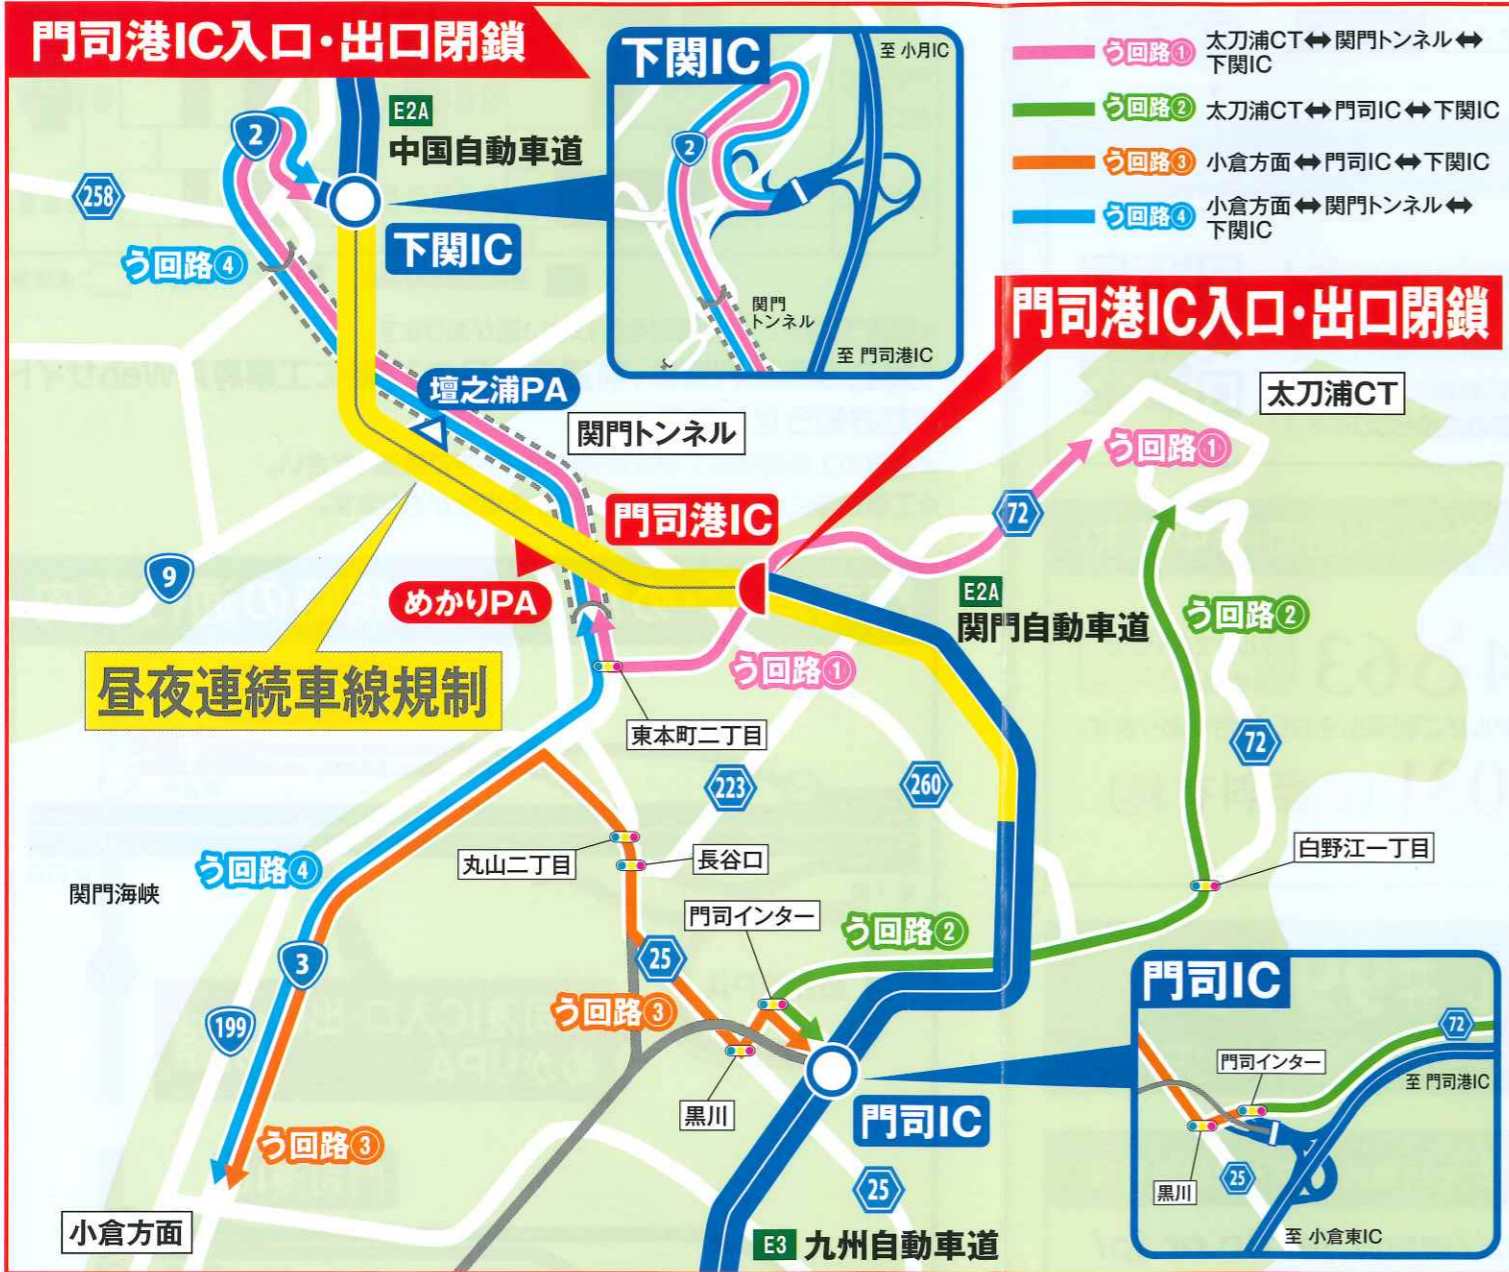 門司港IC入口・出口閉鎖
下関IC
至 小月IC
2
関門
トンネル
至 門司港IC
う回路① 太刀浦CT⇔関門トンネル⇔
下関IC
う回路② 太刀浦CT⇔門司IC⇔下関IC
う回路③ 小倉方面⇔門司IC⇔下関IC
う回路④ 小倉方面⇔関門トンネル⇔
下関IC
2
E2A
中国自動車道
258
下関IC
う回路④
門司港IC入口・出口閉鎖
壇之浦PA
太刀浦CT
関門トンネル
う回路①
門司港IC
72
9
めかりPA
E2A
関門自動車道
う回路②
う回路①
昼夜連続車線規制
東本町二丁目
72
223
260
丸山二丁目
長谷口
白野江一丁目
う回路④
関門海峡
門司インター
う回路②
3
25
199
う回路③
門司IC
72
門司インター
至 門司港IC
黒川
25
至 小倉東IC
黒川
門司IC
う回路③
25
小倉方面
E3 九州自動車道